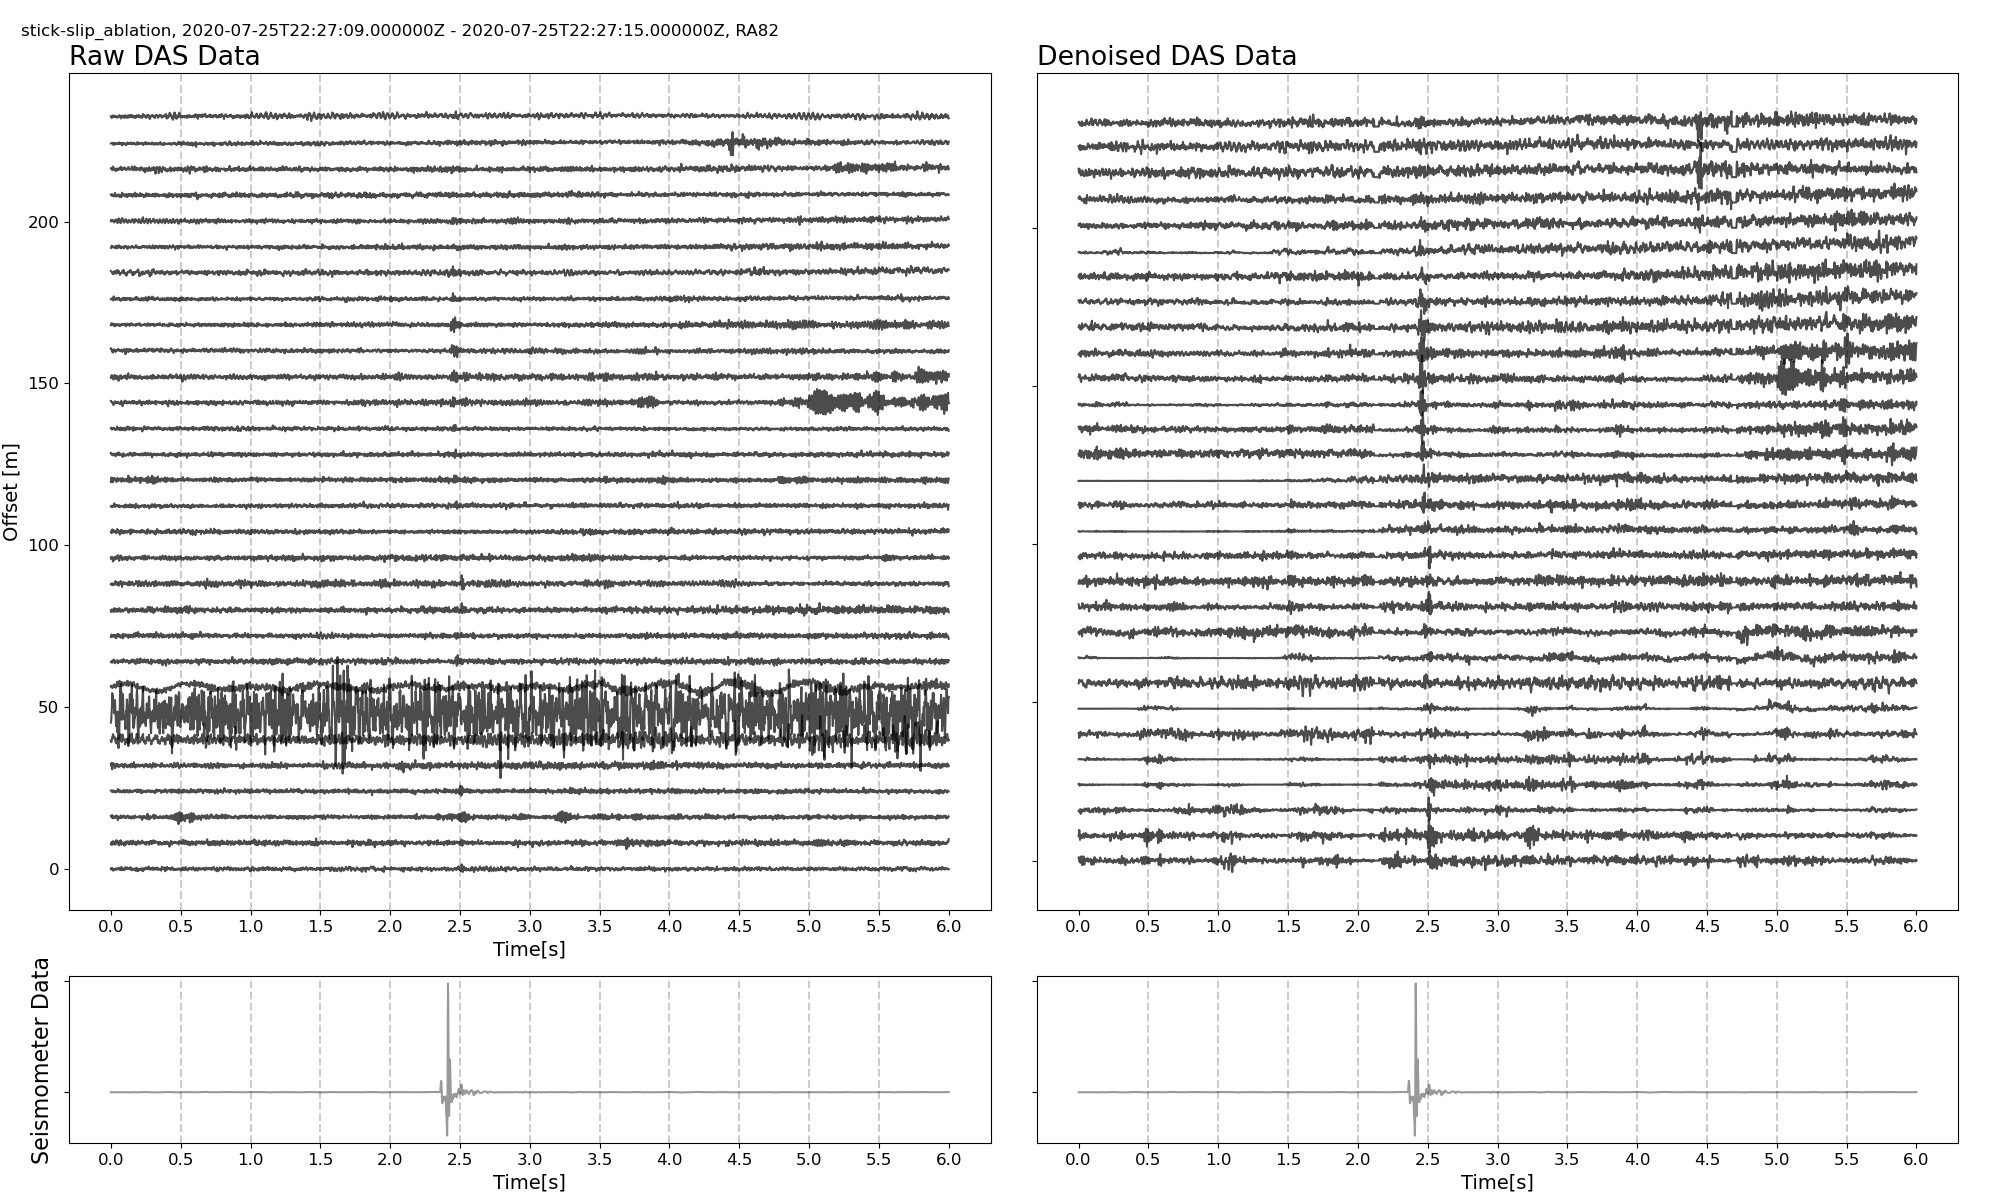 stick-slip_ablation, 2020-07-25T22:27:09.000000Z - 2020-07-25T22:27:15.000000Z, RA82
Raw DAS Data
Denoised DAS Data
Offset [m]
200
150
100
50
0
0.0 0.5 1.0 1.5 2.0 2.5 3.0 3.5 4.0 4.5 5.0 5.5 6.0
Time[s]
0.0 0.5 1.0 1.5 2.0 2.5 3.0 3.5 4.0 4.5 5.0 5.5 6.0
Seismometer Data
0.0 0.5 1.0 1.5 2.0 2.5 3.0 3.5 4.0 4.5 5.0 5.5 6.0
Time[s]
0.0 0.5 1.0 1.5 2.0 2.5 3.0 3.5 4.0 4.5 5.0 5.5 6.0
Time[s]